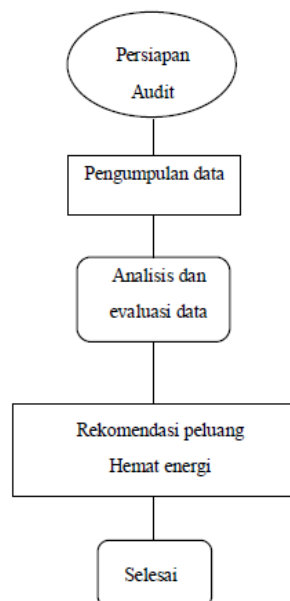 Persiapan
Audit
Pengumpulan data
Analisis dan
evaluasi data
Rekomendasi peluang
Hemat energi
Selesai